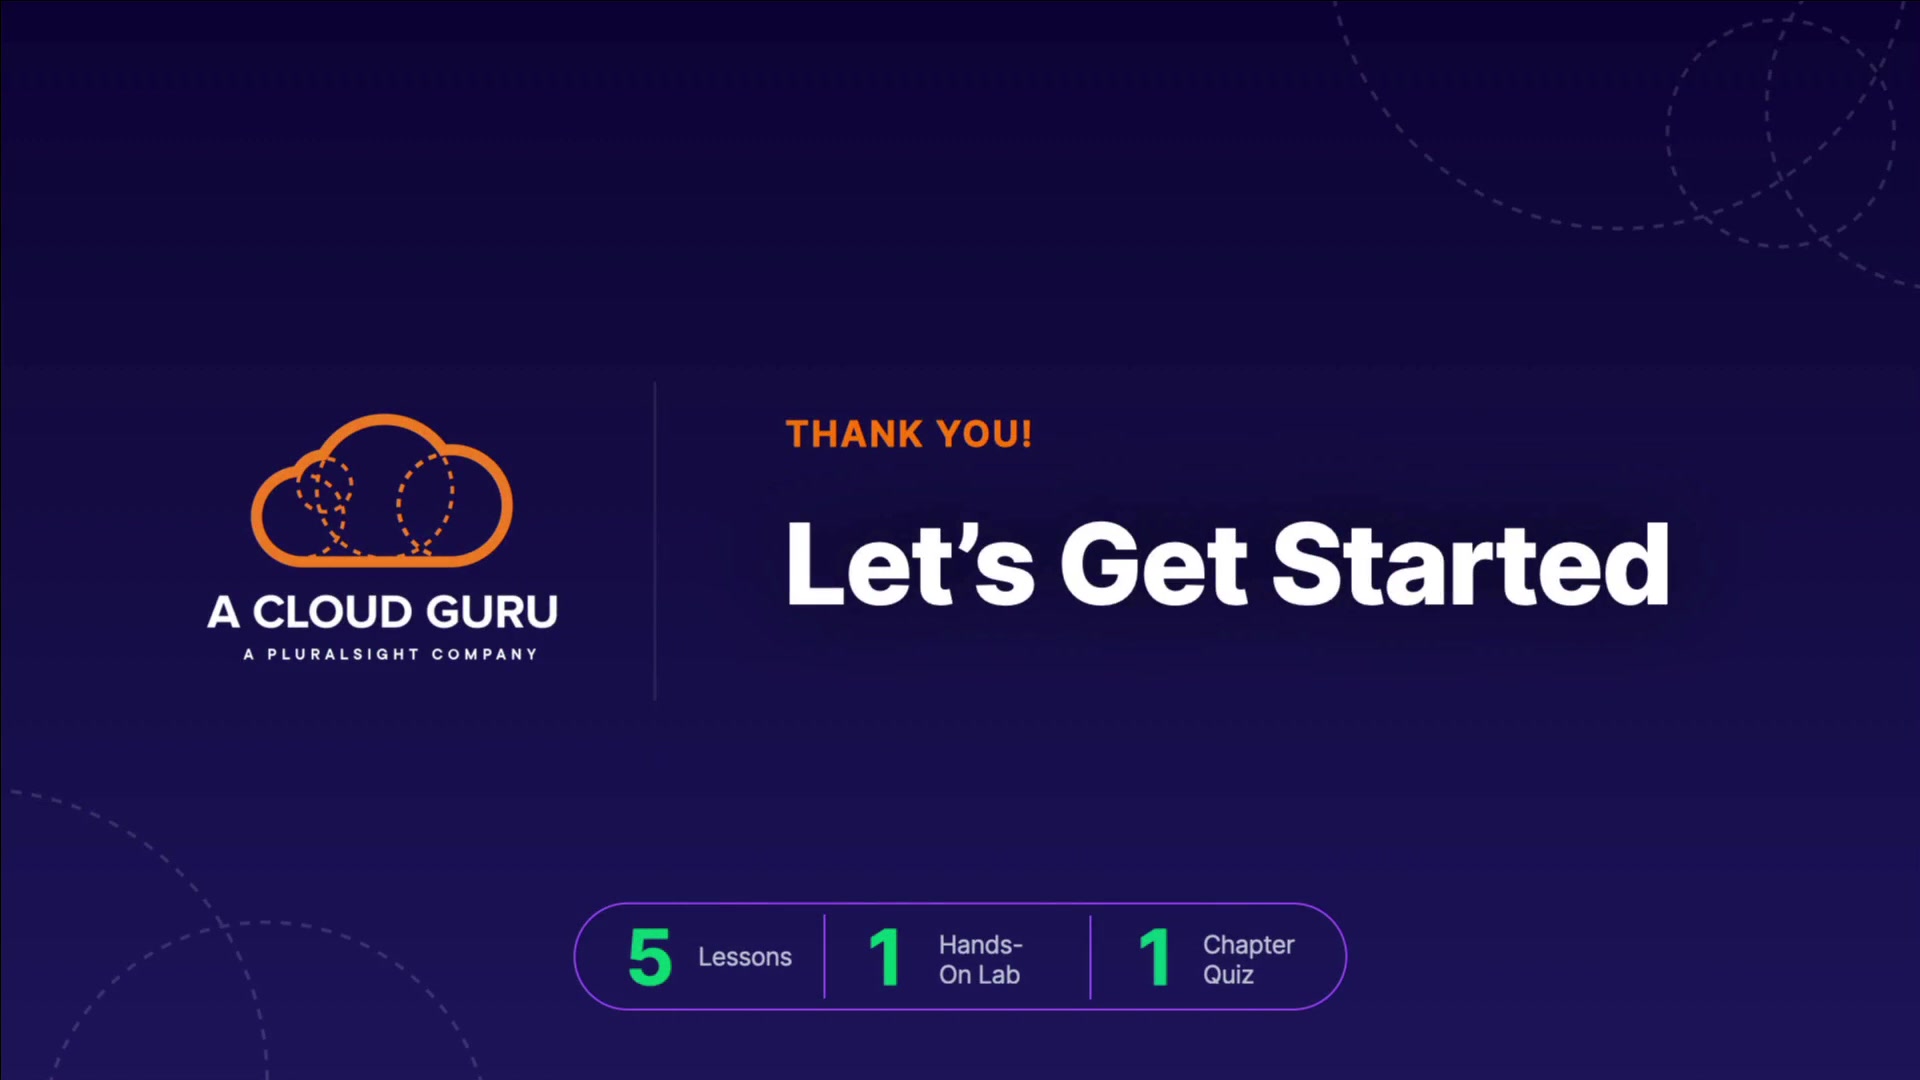 A CLOUD GURU
A PLURALSIGHT COMPANY
THANK YOU!
Let’s Get Started
5 Lessons
1 Hands-
On Lab
1 Chapter
Quiz